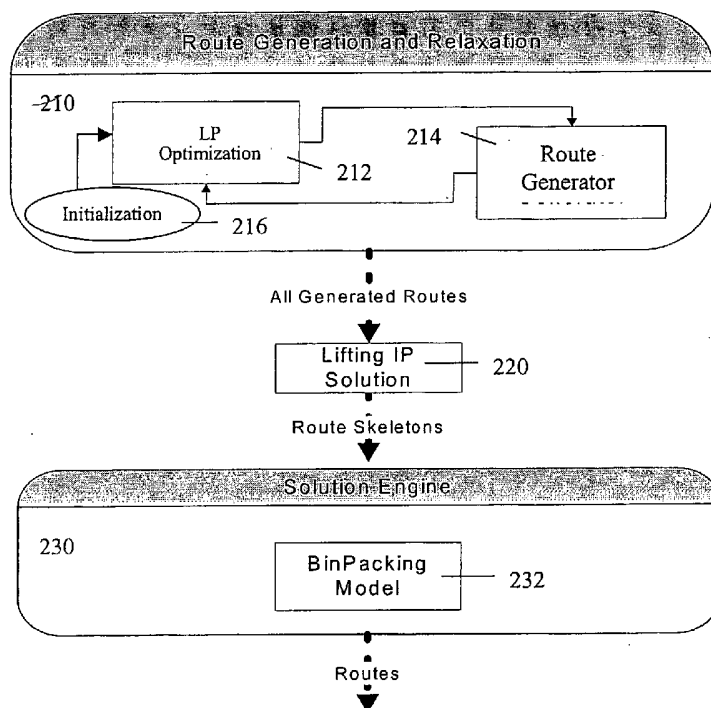 Route Generation and Relaxation
210
LP
Optimization
212
214
Route
Generator
Initialization
216
All Generated Routes
Lifting IP
Solution
220
Route Skeletons
Solution Engine
230
BinPacking
Model
232
Routes